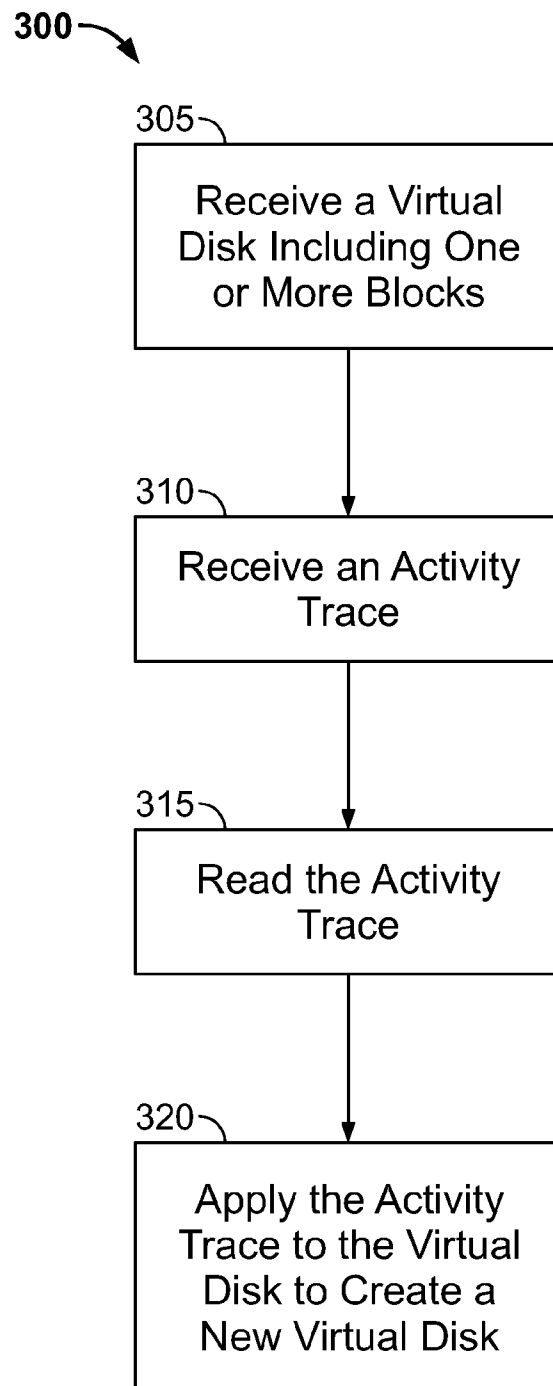 300
305
Receive a Virtual
Disk Including One
or More Blocks
310
Receive an Activity
Trace
315
Read the Activity
Trace
320
Apply the Activity
Trace to the Virtual
Disk to Create a
New Virtual Disk